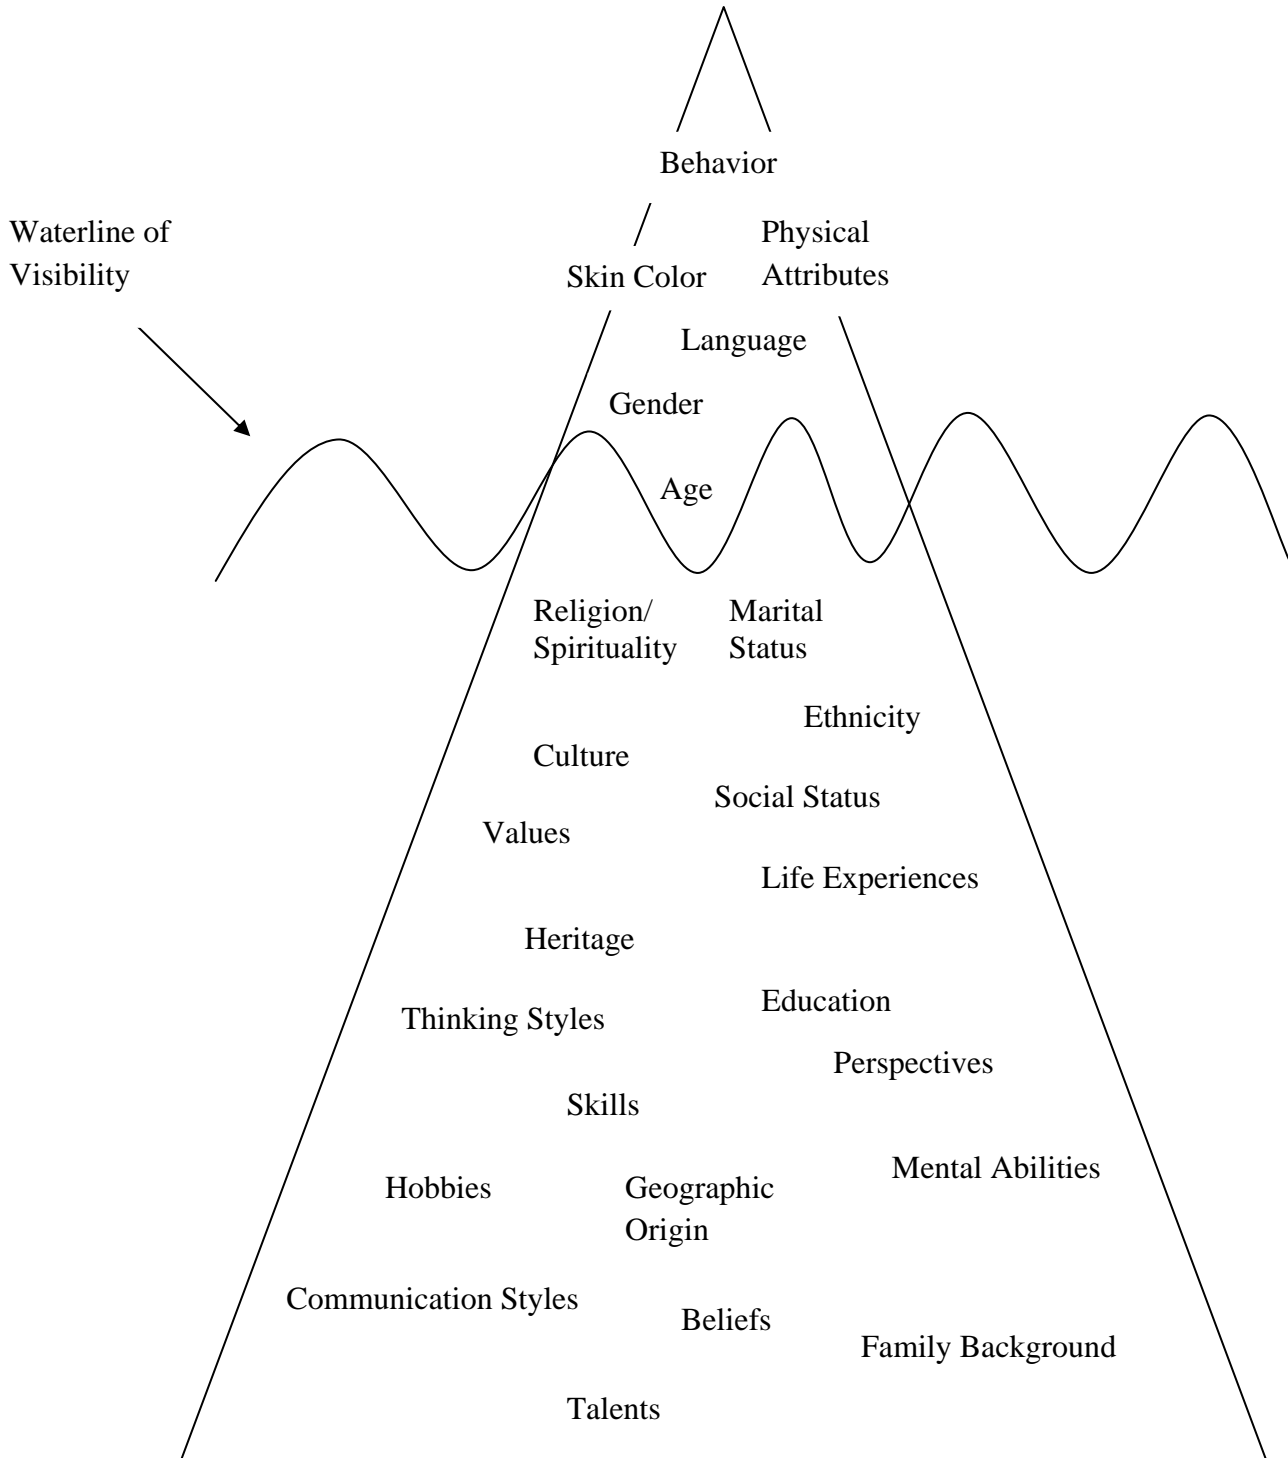 Behavior
Waterline of
Visibility
Physical
Attributes
Skin Color
Language
Gender
Age
Religion/
Spirituality
Marital
Status
Ethnicity
Culture
Social Status
Values
Life Experiences
Heritage
Education
Thinking Styles
Perspectives
Skills
Mental Abilities
Hobbies
Geographic
Origin
Communication Styles
Beliefs
Family Background
Talents